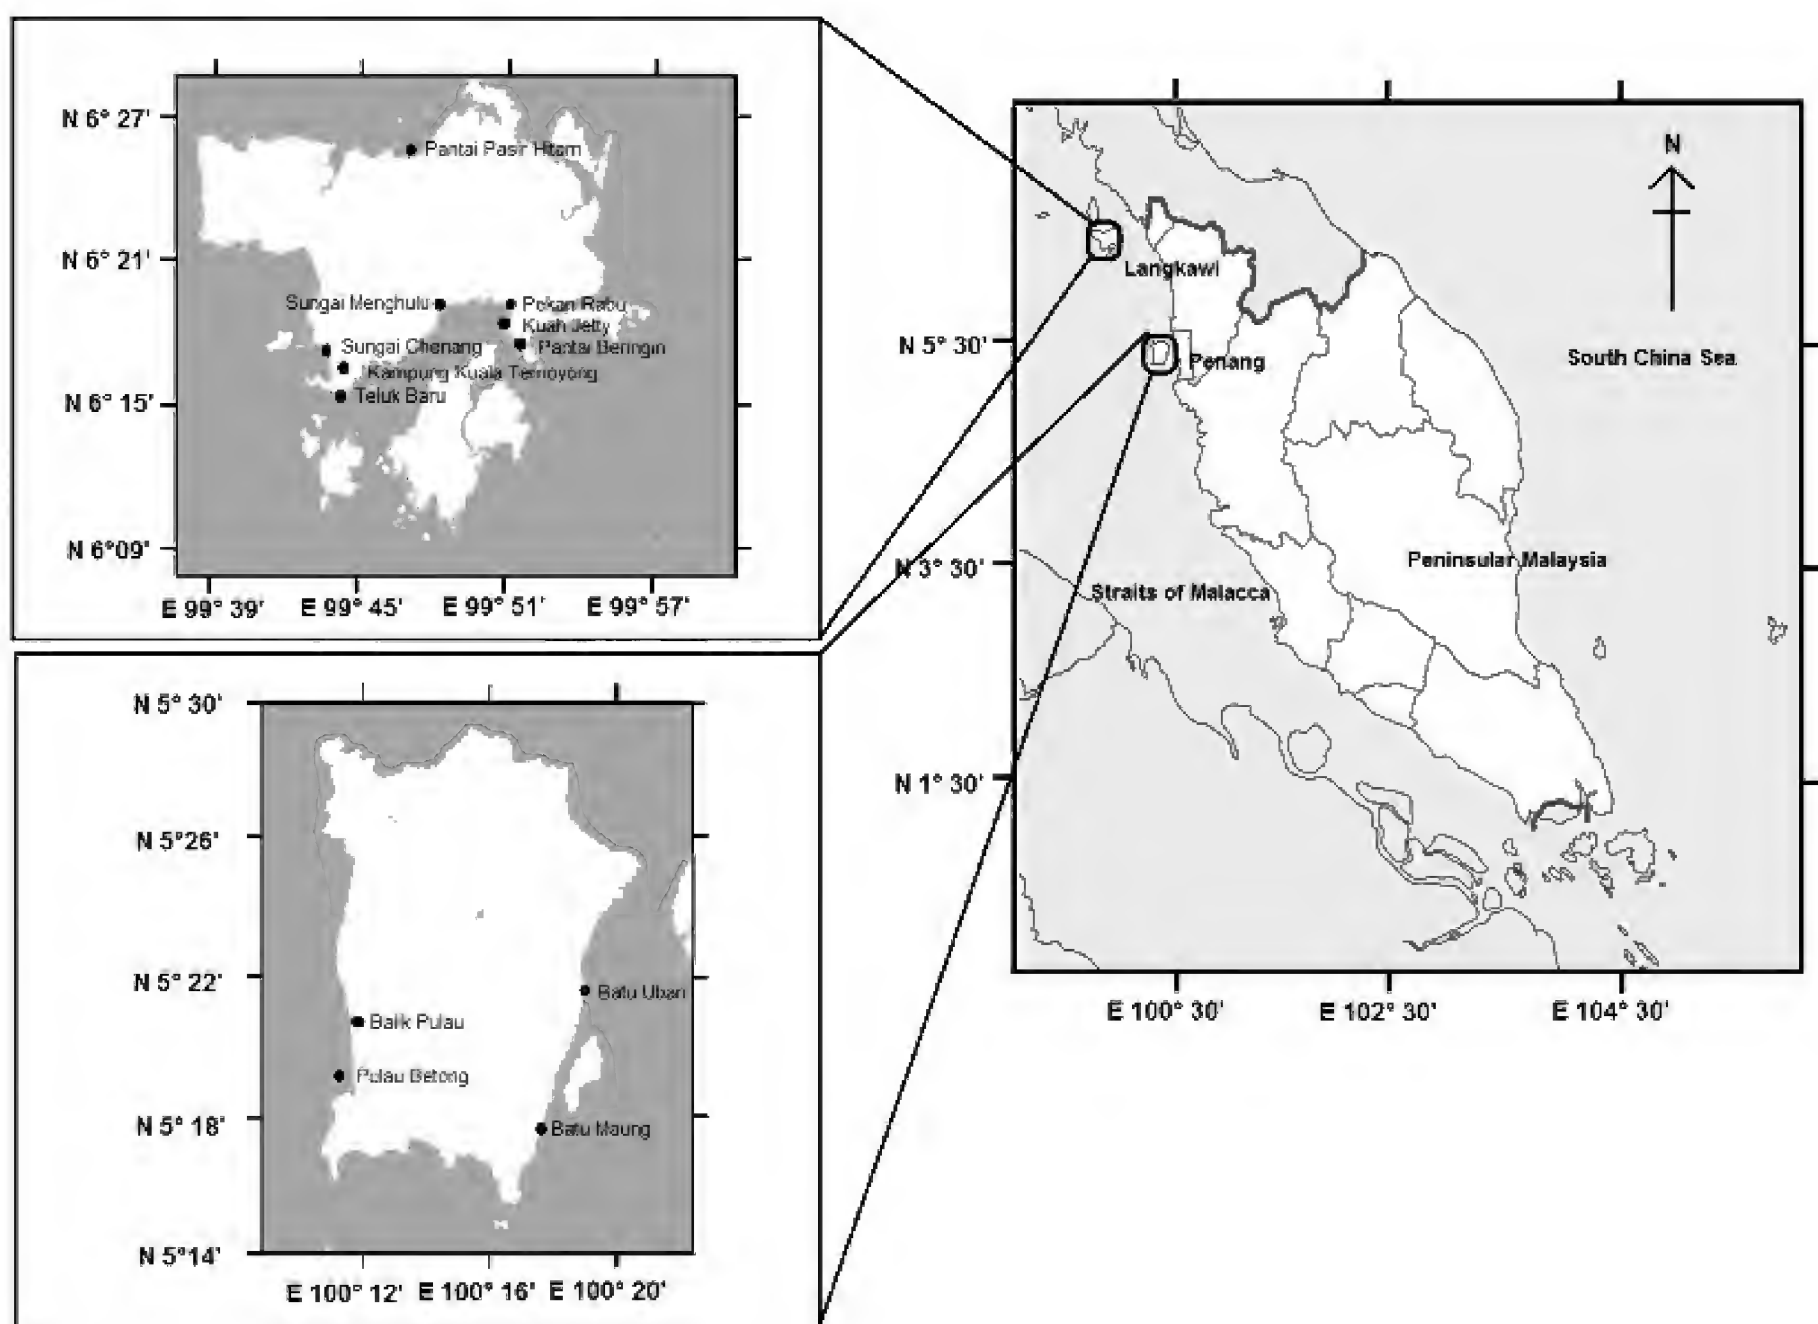 N 6° 27'
Pantai Pasir Hitam
N 6° 21'
Sungai Menghulu
Pekan Rabu
Kuah Jetty
Sungai Chenang
Pantai Beringin
Kampung Kuala Temoyong
N 6° 15'
Teluk Baru
N 6°09'
E 99° 39' E 99° 45' E 99° 51' E 99° 57'
N 5° 30'
N 5°26'
N 5° 22'
Batu Uban
Balik Pulau
Pulau Betong
N 5° 18'
Batu Maung
N 5°14'
E 100° 12' E 100° 16' E 100° 20'
N
Langkawi
N 5° 30'
Penang
South China Sea
N 3° 30'
Peninsular Malaysia
Straits of Malacca
N 1° 30'
E 100° 30' E 102° 30' E 104° 30'